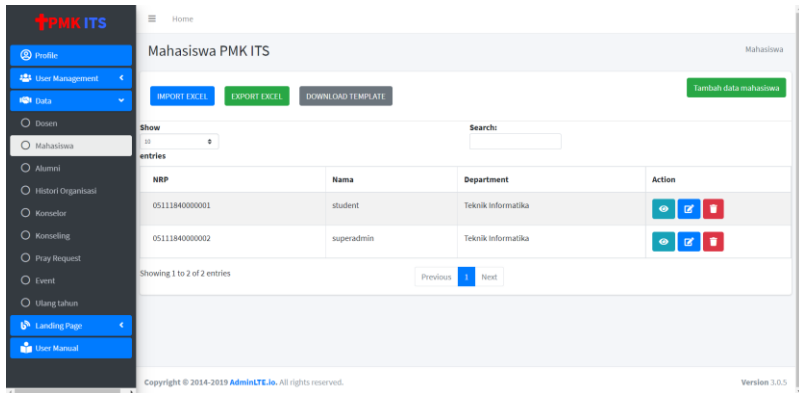 PMK ITS
Home
Profile
User Management
Data
Dosen
Mahasiswa
Alumni
Histori Organisasi
Konselor
Konseling
Pray Request
Event
Ulang tahun
Landing Page
User Manual
Mahasiswa PMK ITS
Mahasiswa
IMPORT EXCEL EXPORT EXCEL DOWNLOAD TEMPLATE
Tambah data mahasiswa
Show
10
entries
Search:
NRP Nama Department Action
05111840000001 student Teknik Informatika
05111840000002 superadmin Teknik Informatika
Showing 1 to 2 of 2 entries
Previous 1 Next
Copyright © 2014-2019 AdminLTE.io. All rights reserved.
Version 3.0.5